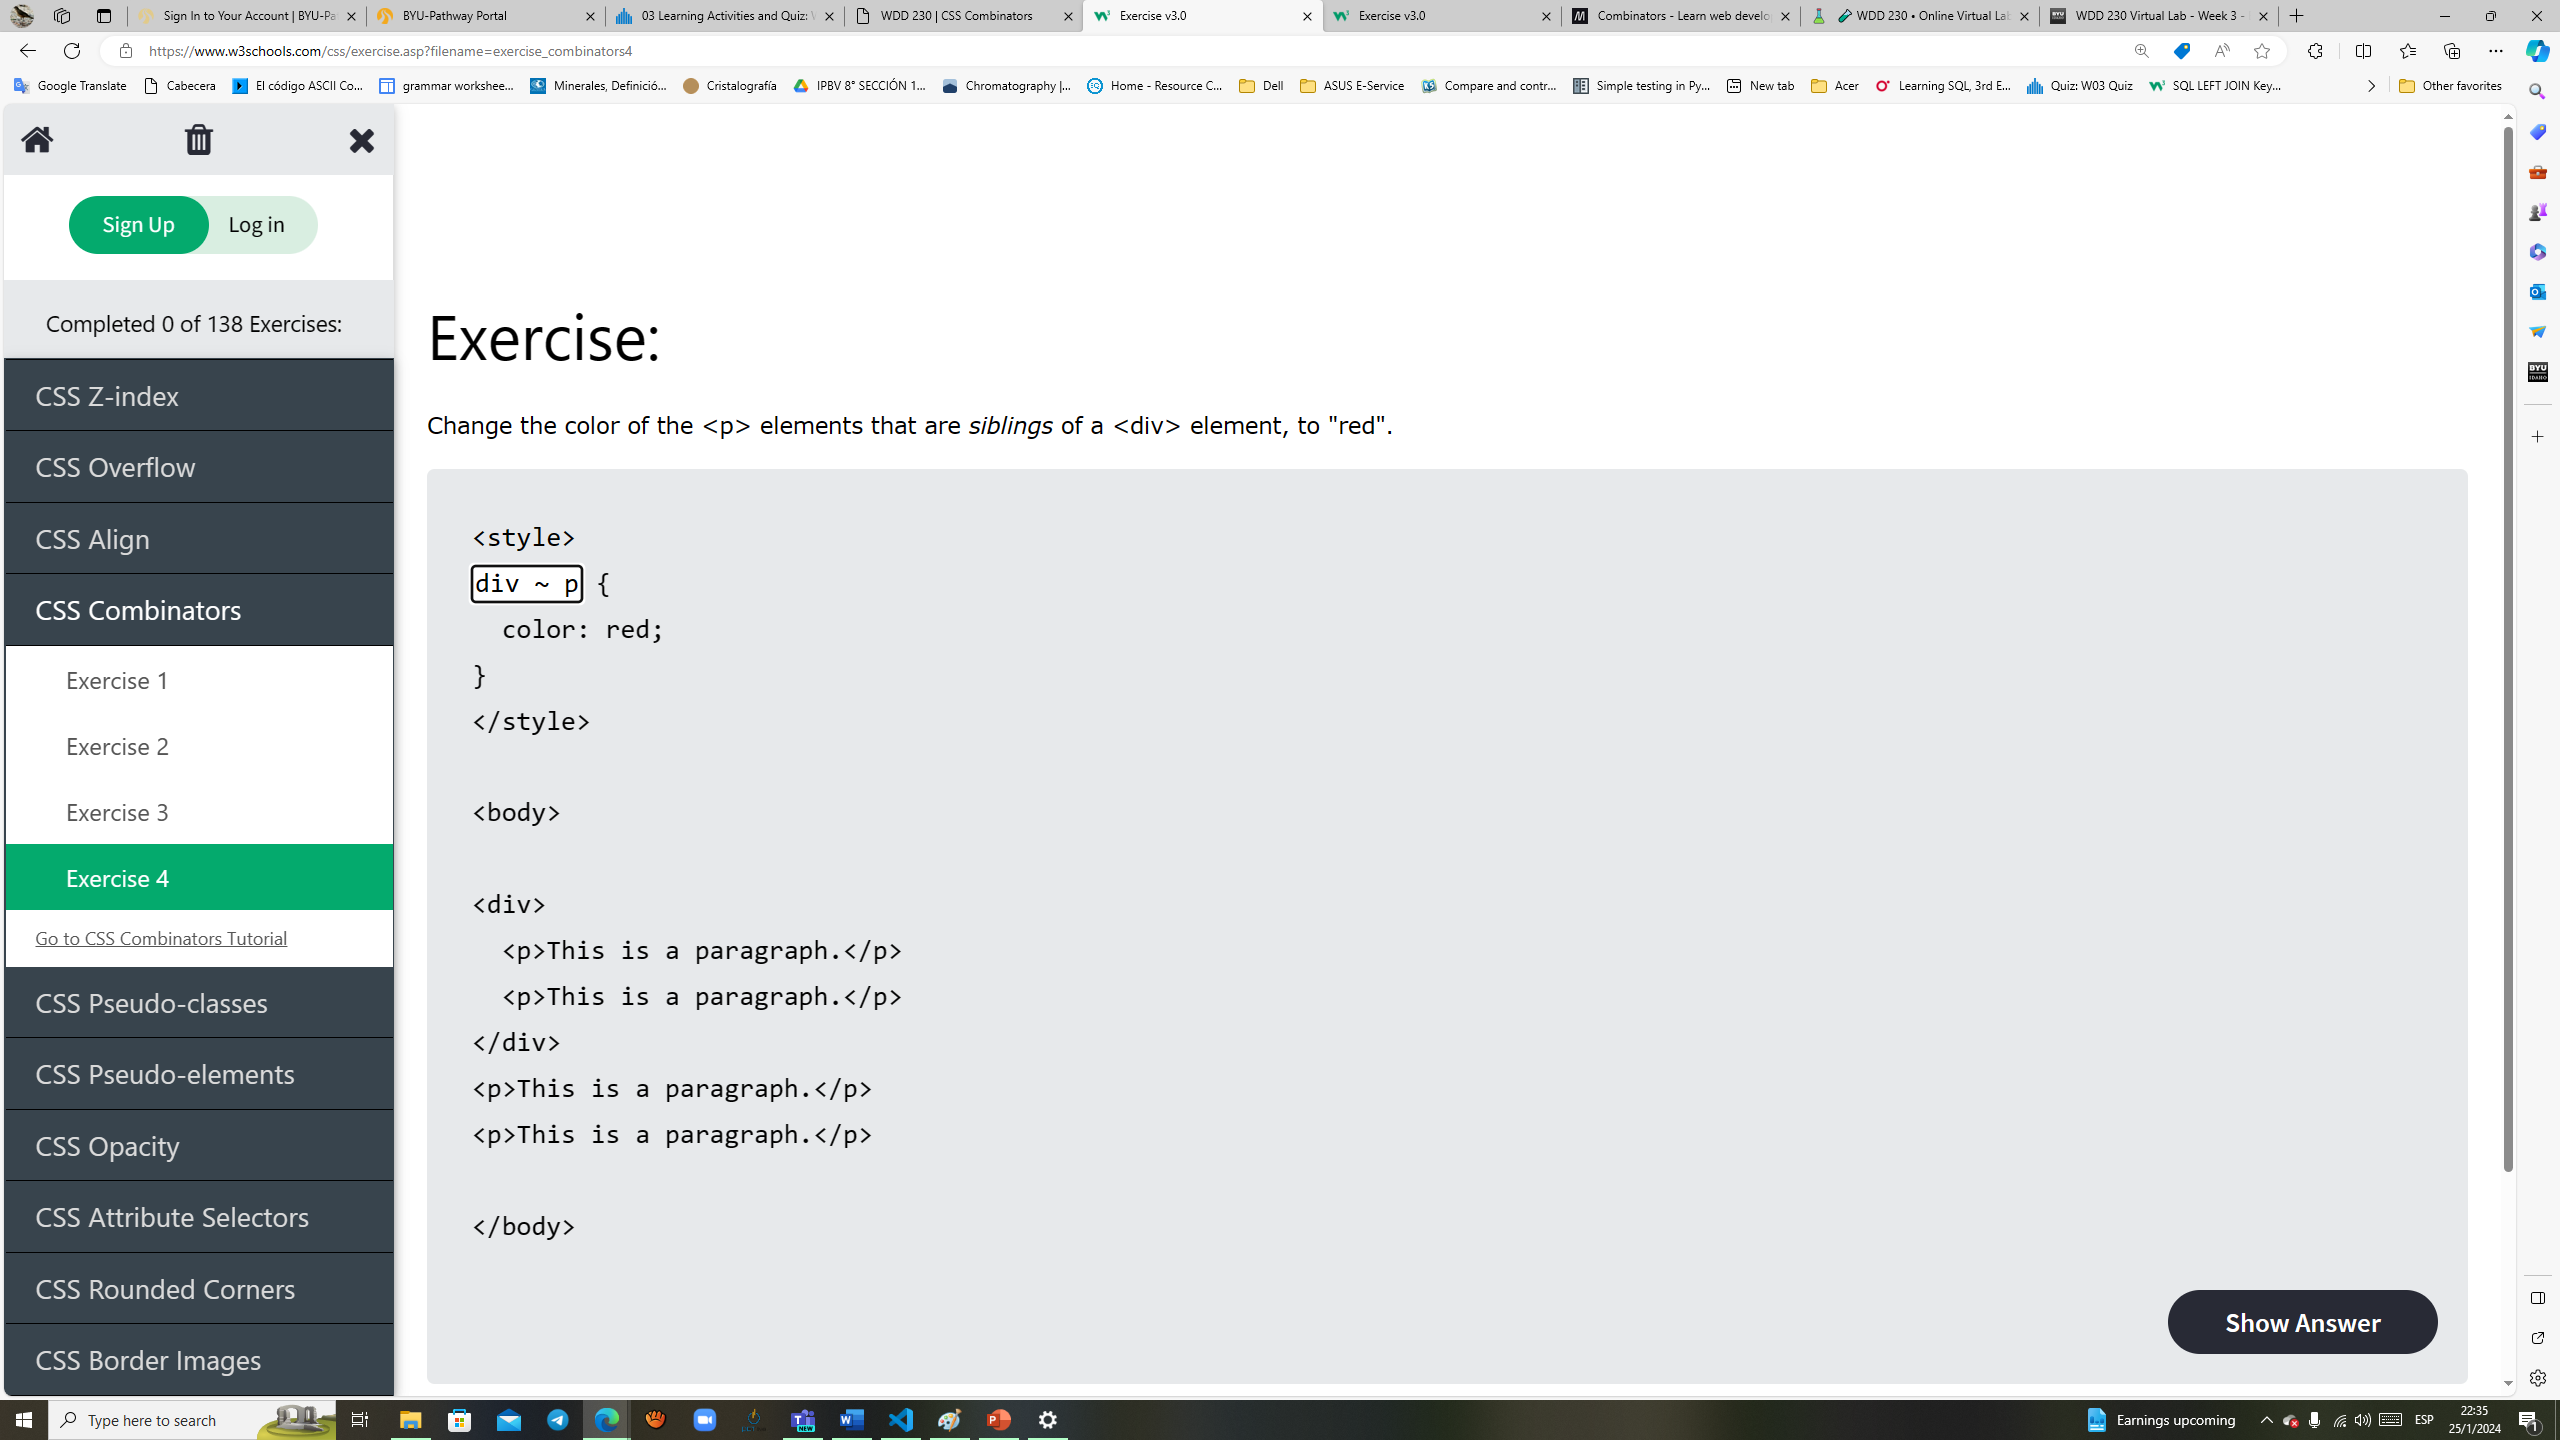 Sign In to Your Account | BYU-Pa
BYU-Pathway Portal
03 Learning Activities and Quiz: W
WDD 230 | CSS Combinators
Exercise v3.0
Exercise v3.0
Combinators - Learn web develo
WDD 230 • Online Virtual Lab
WDD 230 Virtual Lab - Week 3 -
https://www.w3schools.com/css/exercise.asp?filename=exercise_combinators4
Google Translate
Cabecera
El código ASCII Co...
grammar workshee...
Minerales, Definició...
Cristalografía
IPBV 8° SECCIÓN 1...
Chromatography |...
Home - Resource C...
Dell
ASUS E-Service
Compare and contr...
Simple testing in Py...
New tab
Acer
Learning SQL, 3rd E...
Quiz: W03 Quiz
SQL LEFT JOIN Key...
Other favorites
Sign Up
Log in
Completed 0 of 138 Exercises:
CSS Z-index
CSS Overflow
CSS Align
CSS Combinators
Exercise 1
Exercise 2
Exercise 3
Exercise 4
Go to CSS Combinators Tutorial
CSS Pseudo-classes
CSS Pseudo-elements
CSS Opacity
CSS Attribute Selectors
CSS Rounded Corners
CSS Border Images
Exercise:
Change the color of the <p> elements that are siblings of a <div> element, to "red".
<style>
div ~ p {
color: red;
}
</style>
<body>
<div>
<p>This is a paragraph.</p>
<p>This is a paragraph.</p>
</div>
<p>This is a paragraph.</p>
<p>This is a paragraph.</p>
</body>
Show Answer
Type here to search
Earnings upcoming
ESP
22:35
25/1/2024